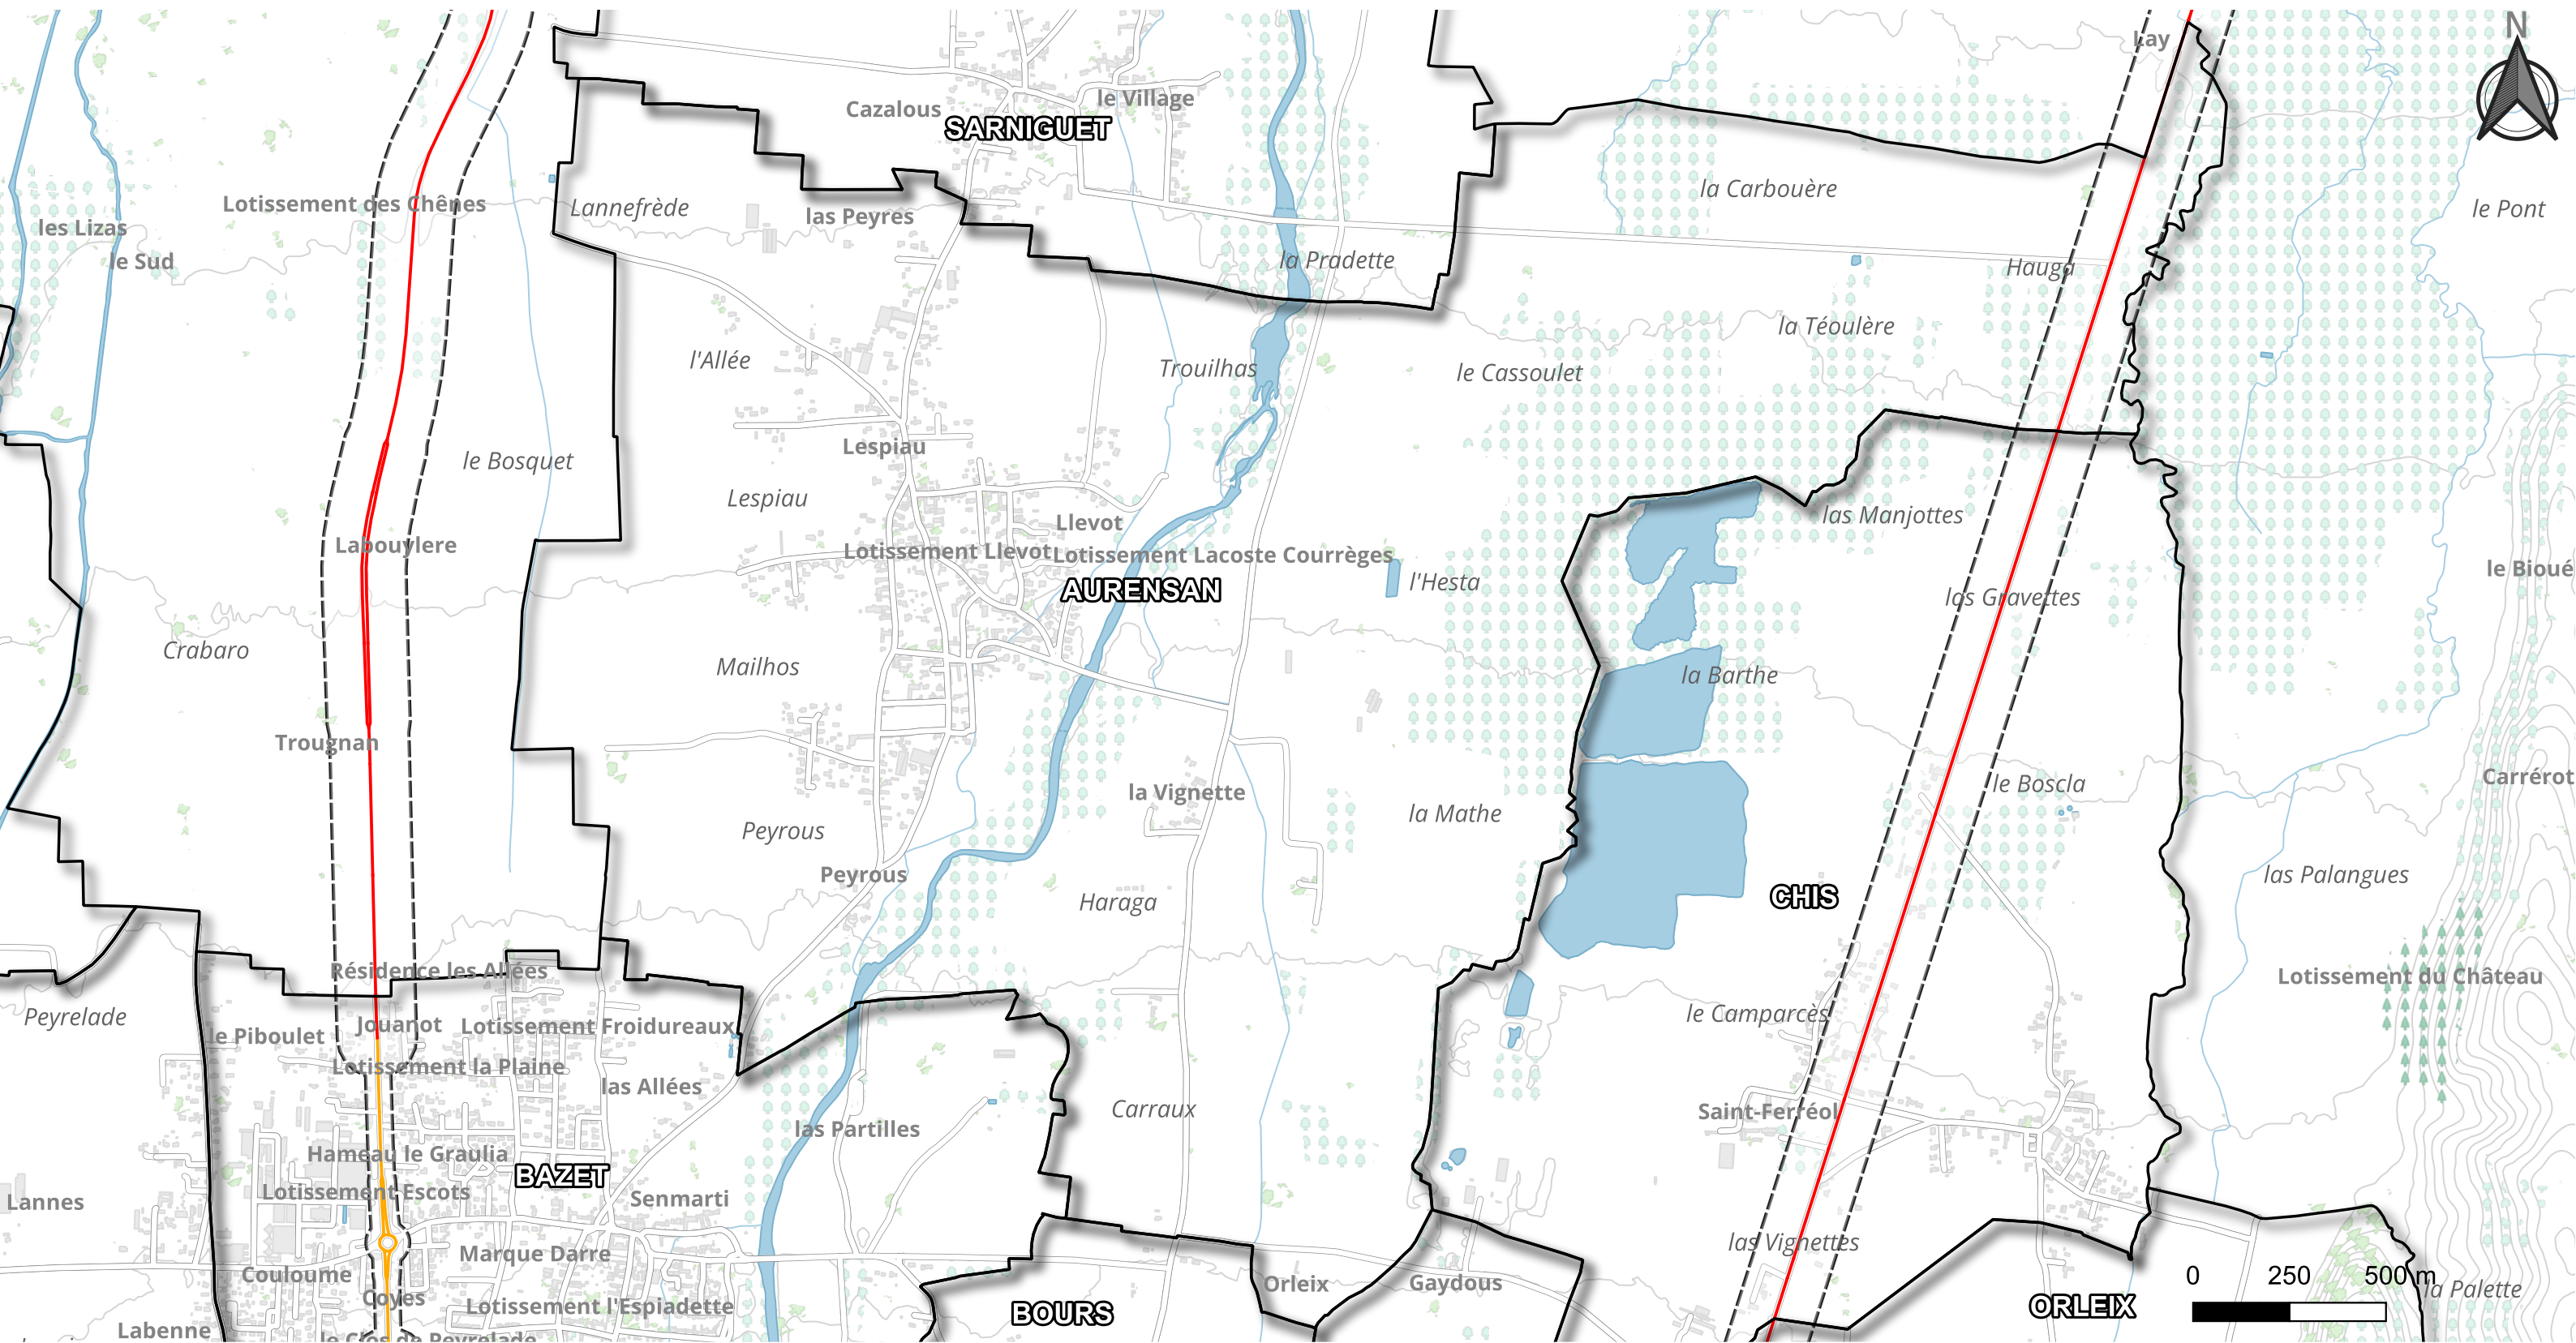 N
Lay
Cazalous
le Village
SARNIGUET
la Carbouère
Lotissement des Chênes
Lannefrède
las Peyres
le Pont
les Lizas
le Sud
la Pradette
Hauga
la Téoulère
l'Allée
Trouilhas
le Cassoulet
Lespiau
le Bosquet
Lespiau
las Manjottes
Llevot
Labouylere
Lotissement Llevot
Lotissement Lacoste Courrèges
l'Hesta
AURENSAN
le Bioué
las Gravettes
Crabaro
Mailhos
la Barthe
Trougnan
Carrérot
le Boscla
la Vignette
la Mathe
Peyrous
Peyrous
las Palangues
Haraga
CHIS
Résidence les Allées
Lotissement du Château
Peyrelade
le Camparcès
Jouanot
Lotissement Froidureaux
le Piboulet
Lotissement la Plaine
las Allées
Carraux
Saint-Ferréol
las Partilles
Hameau le Graulia
BAZET
Lotissement Escots
Senmarti
Lannes
las Vignettes
Marque Darre
Couloume
Orleix
Gaydous
0 250 500 m
la Palette
Coyes
Lotissement l'Espiadette
BOURS
ORLEIX
Labenne
le Clos de Peyrelade